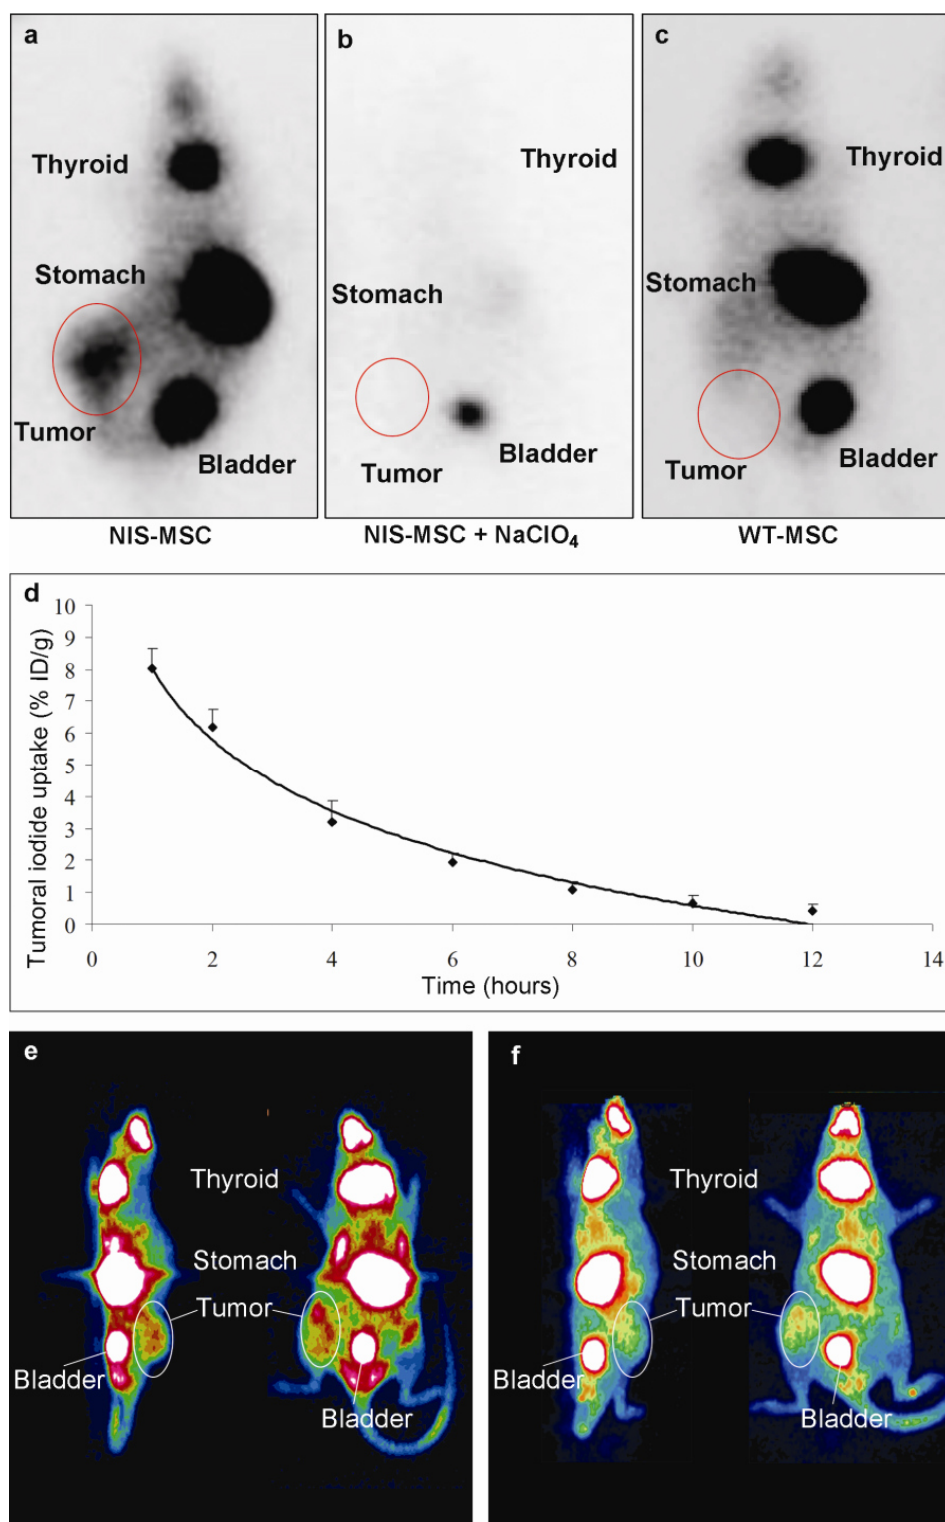 a
Thyroid
Stomach
Tumor
Bladder
NIS-MSC
b
Thyroid
Stomach
Tumor
Bladder
NIS-MSC + NaClO₄
c
Thyroid
Stomach
Tumor
Bladder
WT-MSC
d
Tumoral iodide uptake (% ID/g)
10
9
8
7
6
5
4
3
2
1
0
0 2 4 6 8 10 12 14
Time (hours)
e
Thyroid
Stomach
Tumor
Bladder
Bladder
f
Thyroid
Stomach
Tumor
Bladder
Bladder